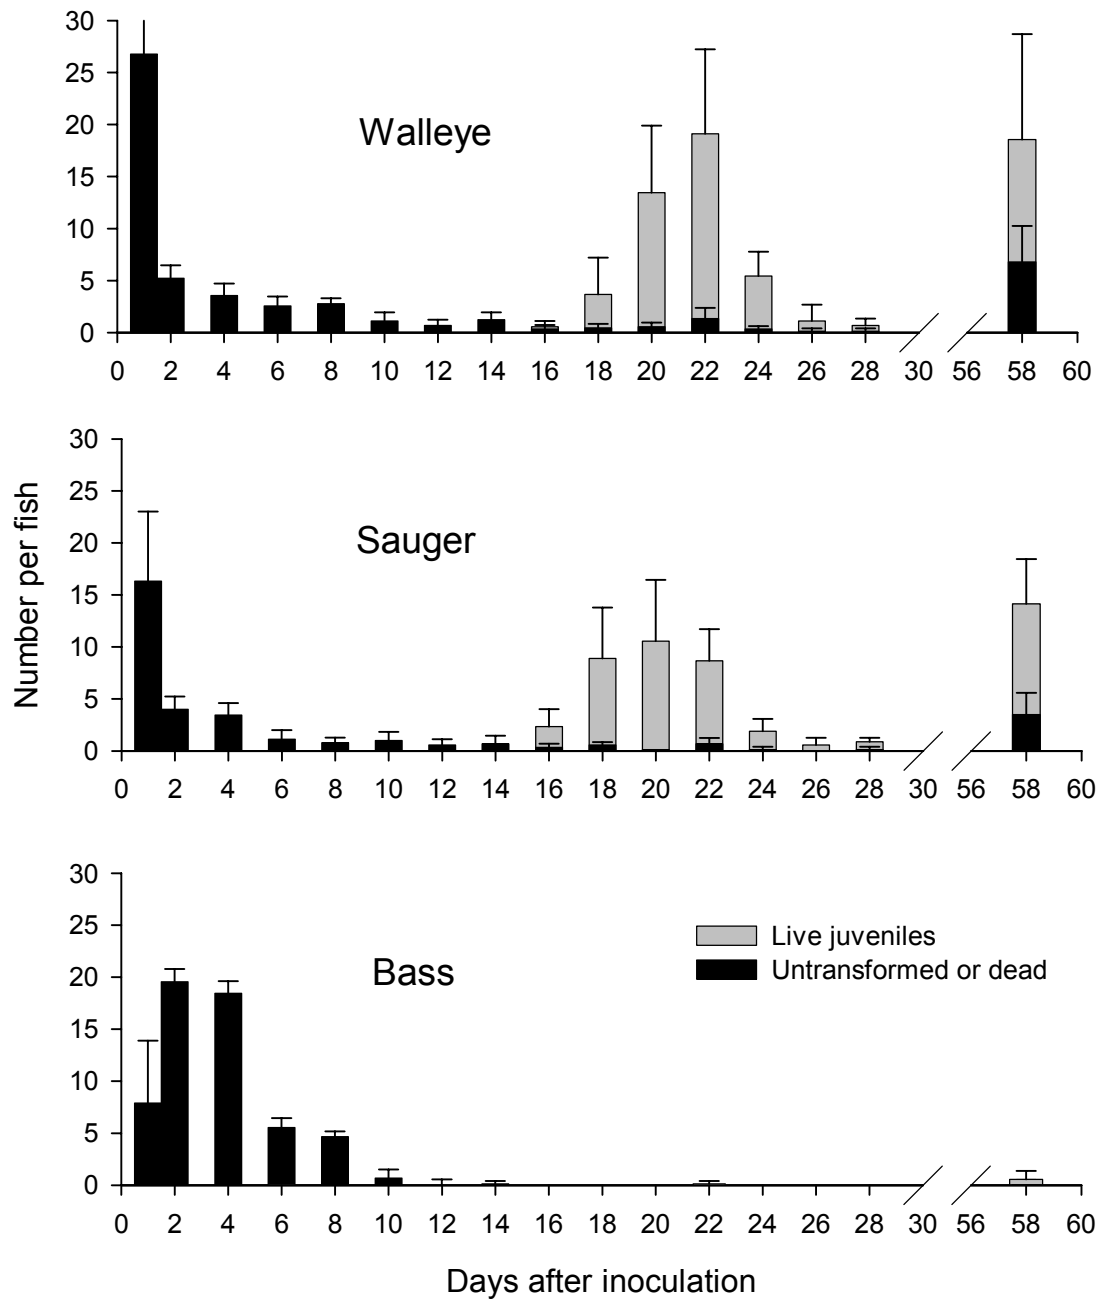 30
25
20
15
10
5
0
Walleye
0 2 4 6 8 10 12 14 16 18 20 22 24 26 28 30 56 58 60
Number per fish
30
25
20
15
10
5
0
Sauger
0 2 4 6 8 10 12 14 16 18 20 22 24 26 28 30 56 58 60
30
25
20
15
10
5
0
Bass
Live juveniles
Untransformed or dead
0 2 4 6 8 10 12 14 16 18 20 22 24 26 28 30 56 58 60
Days after inoculation